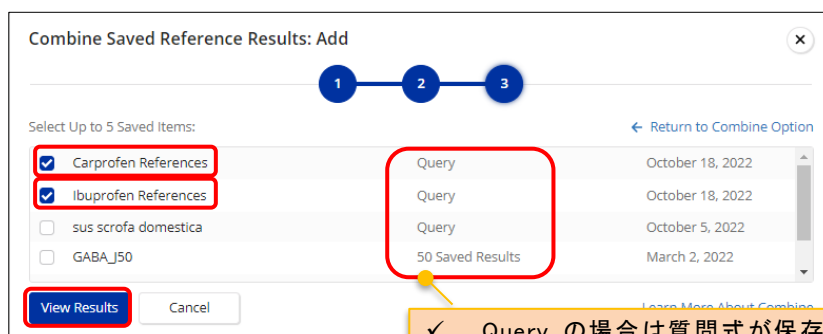 Combine Saved Reference Results: Add
1 2 3
Select Up to 5 Saved Items: ← Return to Combine Option
Carprofen References Query October 18, 2022
Ibuprofen References Query October 18, 2022
sus scrofa domestica Query October 5, 2022
GABA_J50 50 Saved Results March 2, 2022
View Results Cancel Learn More About Combine
✓ Query の場合は質問式が保存